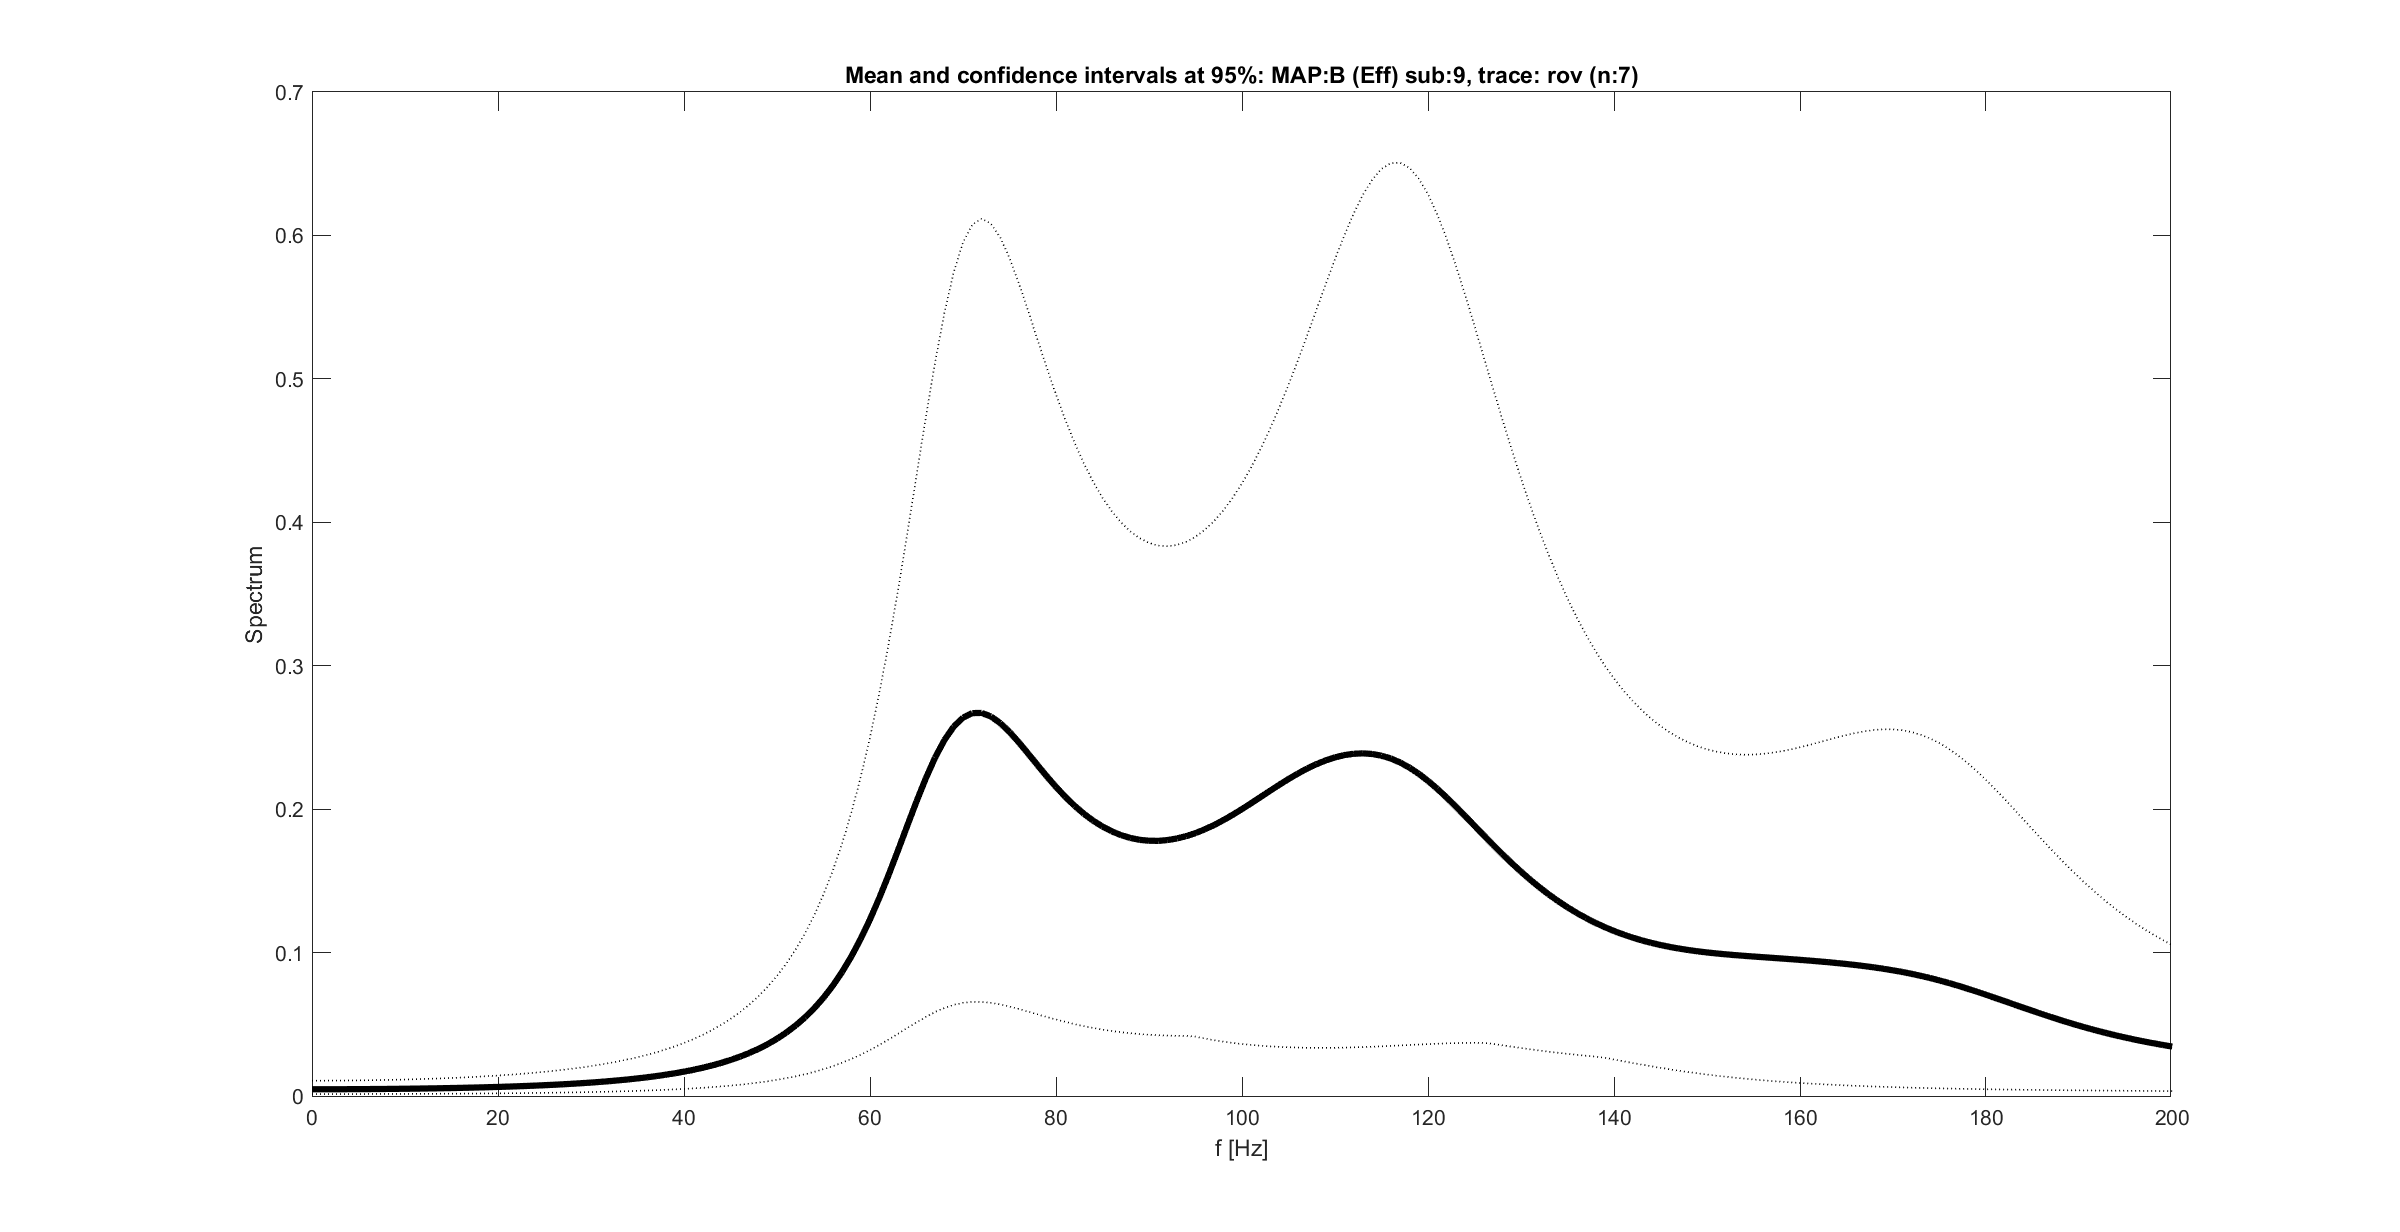 Mean and confidence intervals at 95%: MAP:B (Eff) sub:9, trace: rov (n:7)
0.7
0.6
0.5
0.4
0.3
0.2
0.1
0
Spectrum
0 20 40 60 80 100 120 140 160 180 200
f [Hz]